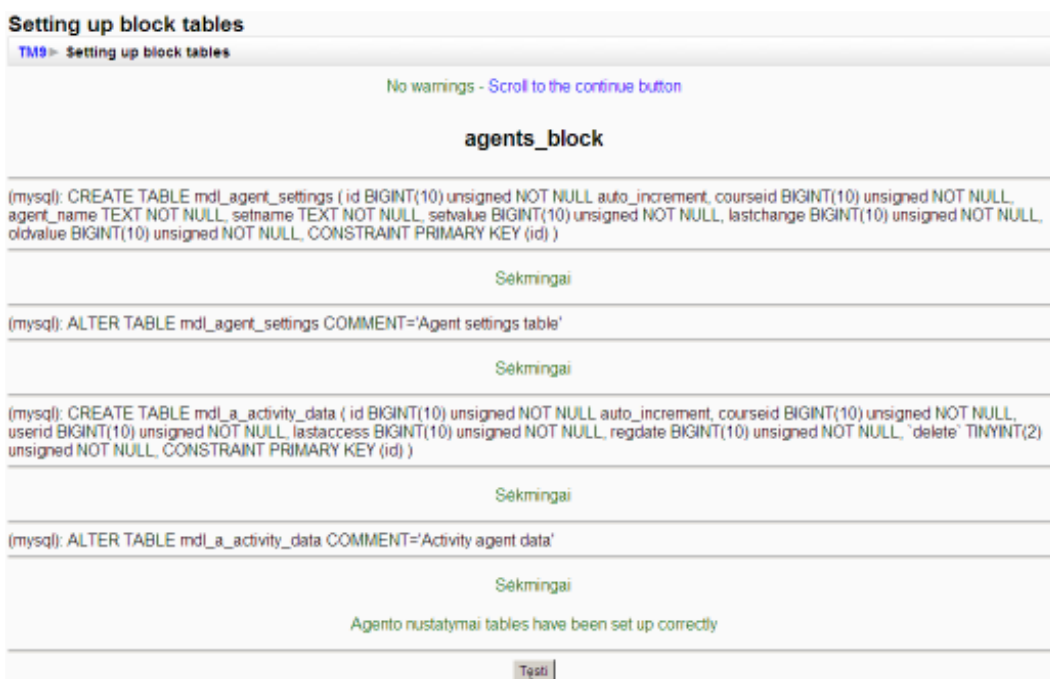 Setting up block tables
TM9► Setting up block tables
No warnings - Scroll to the continue button
agents_block
(mysql): CREATE TABLE mdl_agent_settings ( id BIGINT(10) unsigned NOT NULL auto_increment, courseid BIGINT(10) unsigned NOT NULL,
agent_name TEXT NOT NULL, setname TEXT NOT NULL, setvalue BIGINT(10) unsigned NOT NULL, lastchange BIGINT(10) unsigned NOT NULL,
oldvalue BIGINT(10) unsigned NOT NULL, CONSTRAINT PRIMARY KEY (id) )
Sėkmingai
(mysql): ALTER TABLE mdl_agent_settings COMMENT='Agent settings table'
Sėkmingai
(mysql): CREATE TABLE mdl_a_activity_data ( id BIGINT(10) unsigned NOT NULL auto_increment, courseid BIGINT(10) unsigned NOT NULL,
userid BIGINT(10) unsigned NOT NULL, lastaccess BIGINT(10) unsigned NOT NULL, regdate BIGINT(10) unsigned NOT NULL, `delete` TINYINT(2)
unsigned NOT NULL, CONSTRAINT PRIMARY KEY (id) )
Sėkmingai
(mysql): ALTER TABLE mdl_a_activity_data COMMENT='Activity agent data'
Sėkmingai
Agento nustatymai tables have been set up correctly
Tęsti